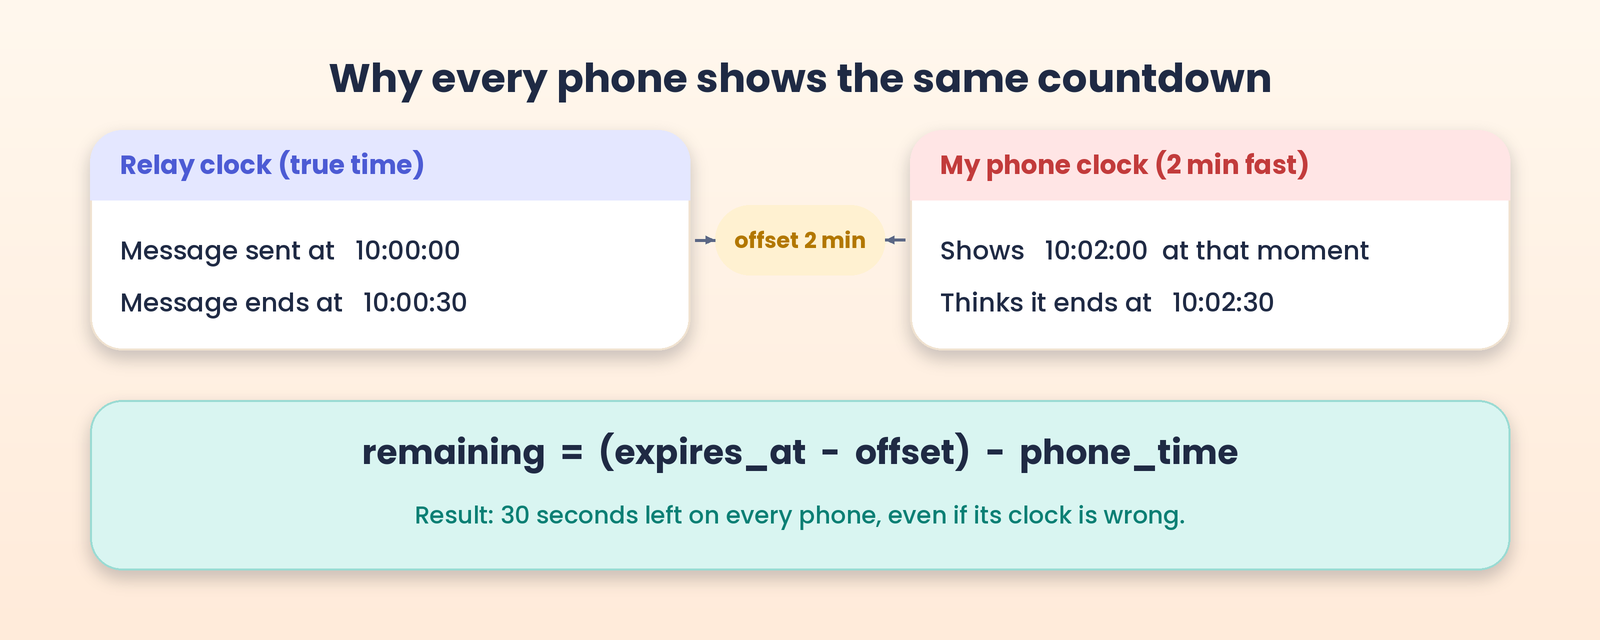 Why every phone shows the same countdown
Relay clock (true time)
Message sent at 10:00:00
Message ends at 10:00:30
offset 2 min
My phone clock (2 min fast)
Shows 10:02:00 at that moment
Thinks it ends at 10:02:30
remaining = (expires_at - offset) - phone_time
Result: 30 seconds left on every phone, even if its clock is wrong.